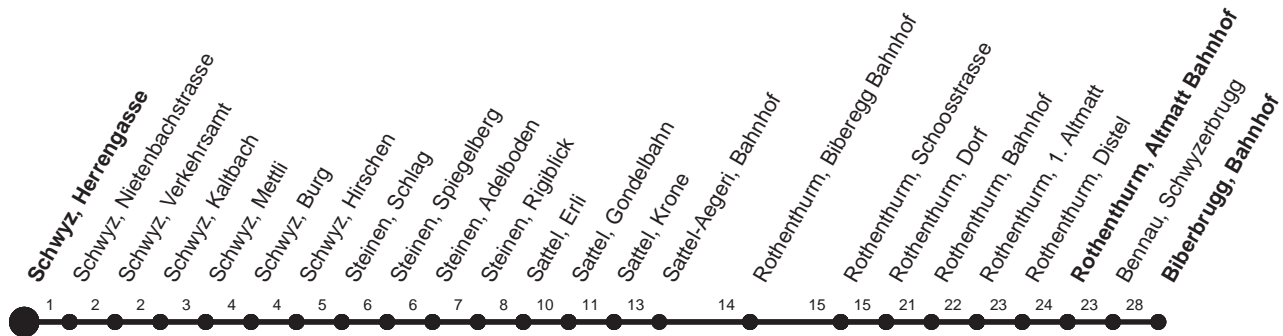 Schwyz, Herrengasse
Schwyz, Nietenbachstrasse
Schwyz, Verkehrsamt
Schwyz, Kaltbach
Schwyz, Mettli
Schwyz, Burg
Schwyz, Hirschen
Steinen, Schlag
Steinen, Spiegelberg
Steinen, Adelboden
Steinen, Rigiblick
Sattel, Erli
Sattel, Gondelbahn
Sattel, Krone
Sattel-Aegeri, Bahnhof
Rothenthurm, Biberegg Bahnhof
Rothenthurm, Schoosstrasse
Rothenthurm, Dorf
Rothenthurm, Bahnhof
Rothenthurm, 1. Altmatt
Rothenthurm, Distel
Rothenthurm, Altmatt Bahnhof
Bennau, Schwyzerbrugg
Biberbrugg, Bahnhof
1 2 2 3 4 4 5 6 6 7 8 10 11 13 14 15 15 21 22 23 24 23 28